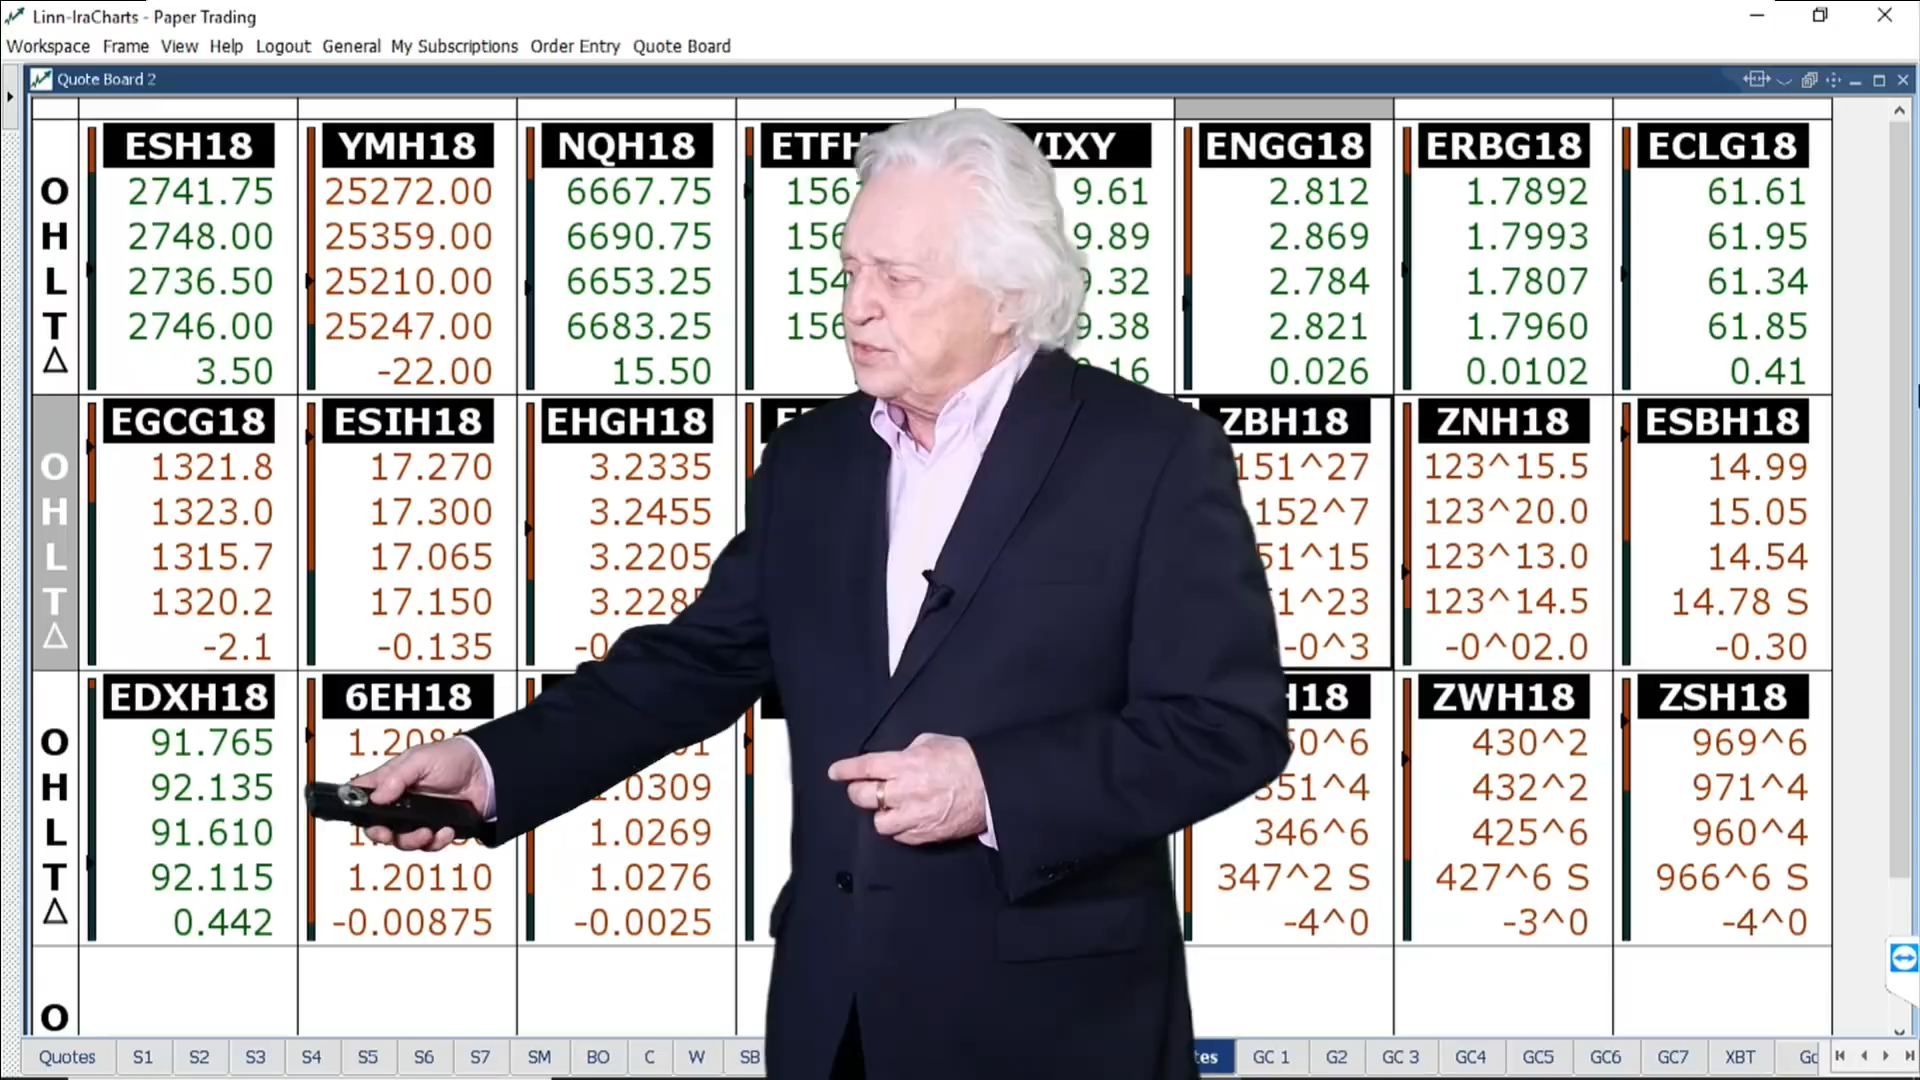 Linn-IraCharts - Paper Trading
Workspace Frame View Help Logout General My Subscriptions Order Entry Quote Board
Quote Board 2
ESH18 YMH18 NQH18 ENGG18 ERBG18 ECLG18
O 2741.75 25272.00 6667.75 9.61 2.812 1.7892 61.61
H 2748.00 25359.00 6690.75 9.89 2.869 1.7993 61.95
L 2736.50 25210.00 6653.25 9.32 2.784 1.7807 61.34
T 2746.00 25247.00 6683.25 9.38 2.821 1.7960 61.85
Δ 3.50 -22.00 15.50 0.026 0.0102 0.41
EGCG18 ESIH18 EHGH18 ZBH18 ZNH18 ESBH18
O 1321.8 17.270 3.2335 151^27 123^15.5 14.99
H 1323.0 17.300 3.2455 152^7 123^20.0 15.05
L 1315.7 17.065 3.2205 123^13.0 14.54
T 1320.2 17.150 123^14.5 14.78 S
Δ -2.1 -0.135 -0^3 -0^02.0 -0.30
EDXH18 6EH18 ZWH18 ZSH18
O 91.765 430^2 969^6
H 92.135 432^2 971^4
L 91.610 1.0269 346^6 425^6 960^4
T 92.115 1.20110 1.0276 347^2 S 427^6 S 966^6 S
Δ 0.442 -0.00875 -0.0025 -4^0 -3^0 -4^0
O
Quotes S1 S2 S3 S4 S5 S6 S7 SM BO C W SB GC 1 G2 GC 3 GC4 GC5 GC6 GC7 XBT